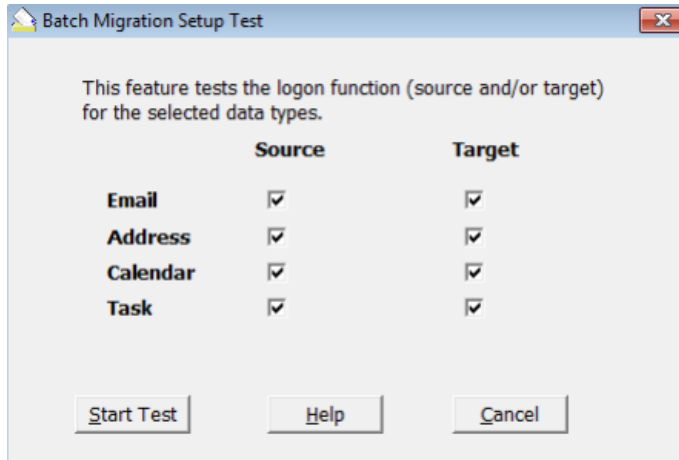 Batch Migration Setup Test
This feature tests the logon function (source and/or target)
for the selected data types.
Source Target
Email
Address
Calendar
Task
Start Test Help Cancel